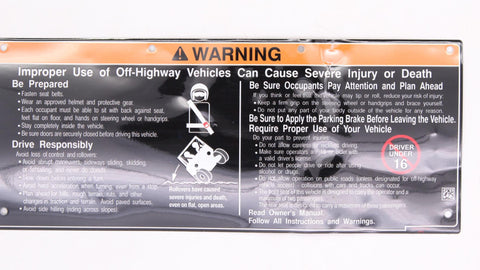 WARNING
Improper Use of Off-Highway Vehicles Can Cause Severe Injury or Death
Be Prepared
• Fasten seat belts.
• Wear an approved helmet and protective gear.
• Each occupant must be able to sit with back against seat,
feet flat on floor, and hands on steering wheel or handgrips.
• Stay completely inside the vehicle.
• Be sure doors are securely closed before driving this vehicle.
Drive Responsibly
Avoid loss of control and rollovers:
• Avoid abrupt maneuvers, sideways sliding, skidding,
or fishtailing, and never do donuts.
• Slow down before entering a turn.
• Avoid hard acceleration when turning, even from a stop.
• Plan ahead for hills, rough terrain, ruts, and other
changes in traction and terrain. Avoid paved surfaces.
• Avoid side hilling (riding across slopes)
Rollovers have caused
severe injuries and death,
even on flat, open areas.
Be Sure Occupants Pay Attention and Plan Ahead
If you think or feel that the vehicle may tip or roll, reduce your risk of injury:
• Keep a firm grip on the steering wheel or handgrips and brace yourself.
• Do not put any part of your body outside of the vehicle for any reason.
Be Sure to Apply the Parking Brake Before Leaving the Vehicle.
Require Proper Use of Your Vehicle
Do your part to prevent injuries:
• Do not allow careless or reckless driving.
• Make sure operators are 16 or older with
a valid driver's license.
• Do not let people drive or ride after using
alcohol or drugs.
• Do not allow operation on public roads (unless designated for off-highway
vehicle access) - collisions with cars and trucks can occur.
maximum of passengers.
Read Owner's Manual.
Follow All Instructions and Warnings.
DRIVER
UNDER
16